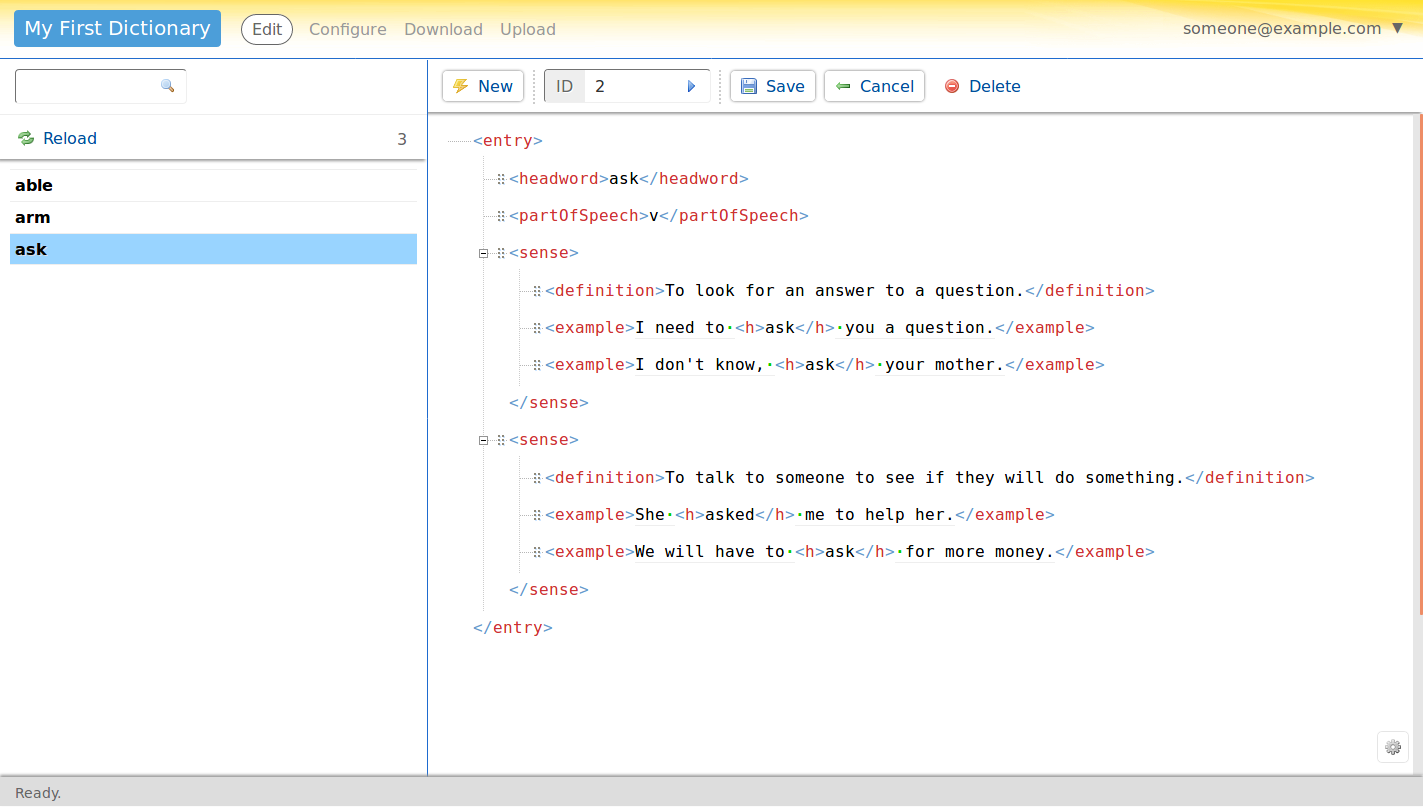 My First Dictionary Edit Configure Download Upload someone@example.com ▼
New ID 2 Save Cancel Delete
Reload 3
able
arm
ask
<entry>
<headword>ask</headword>
<partOfSpeech>v</partOfSpeech>
<sense>
<definition>To look for an answer to a question.</definition>
<example>I need to·<h>ask</h>·you a question.</example>
<example>I don't know,·<h>ask</h>·your mother.</example>
</sense>
<sense>
<definition>To talk to someone to see if they will do something.</definition>
<example>She·<h>asked</h>·me to help her.</example>
<example>We will have to·<h>ask</h>·for more money.</example>
</sense>
</entry>
Ready.